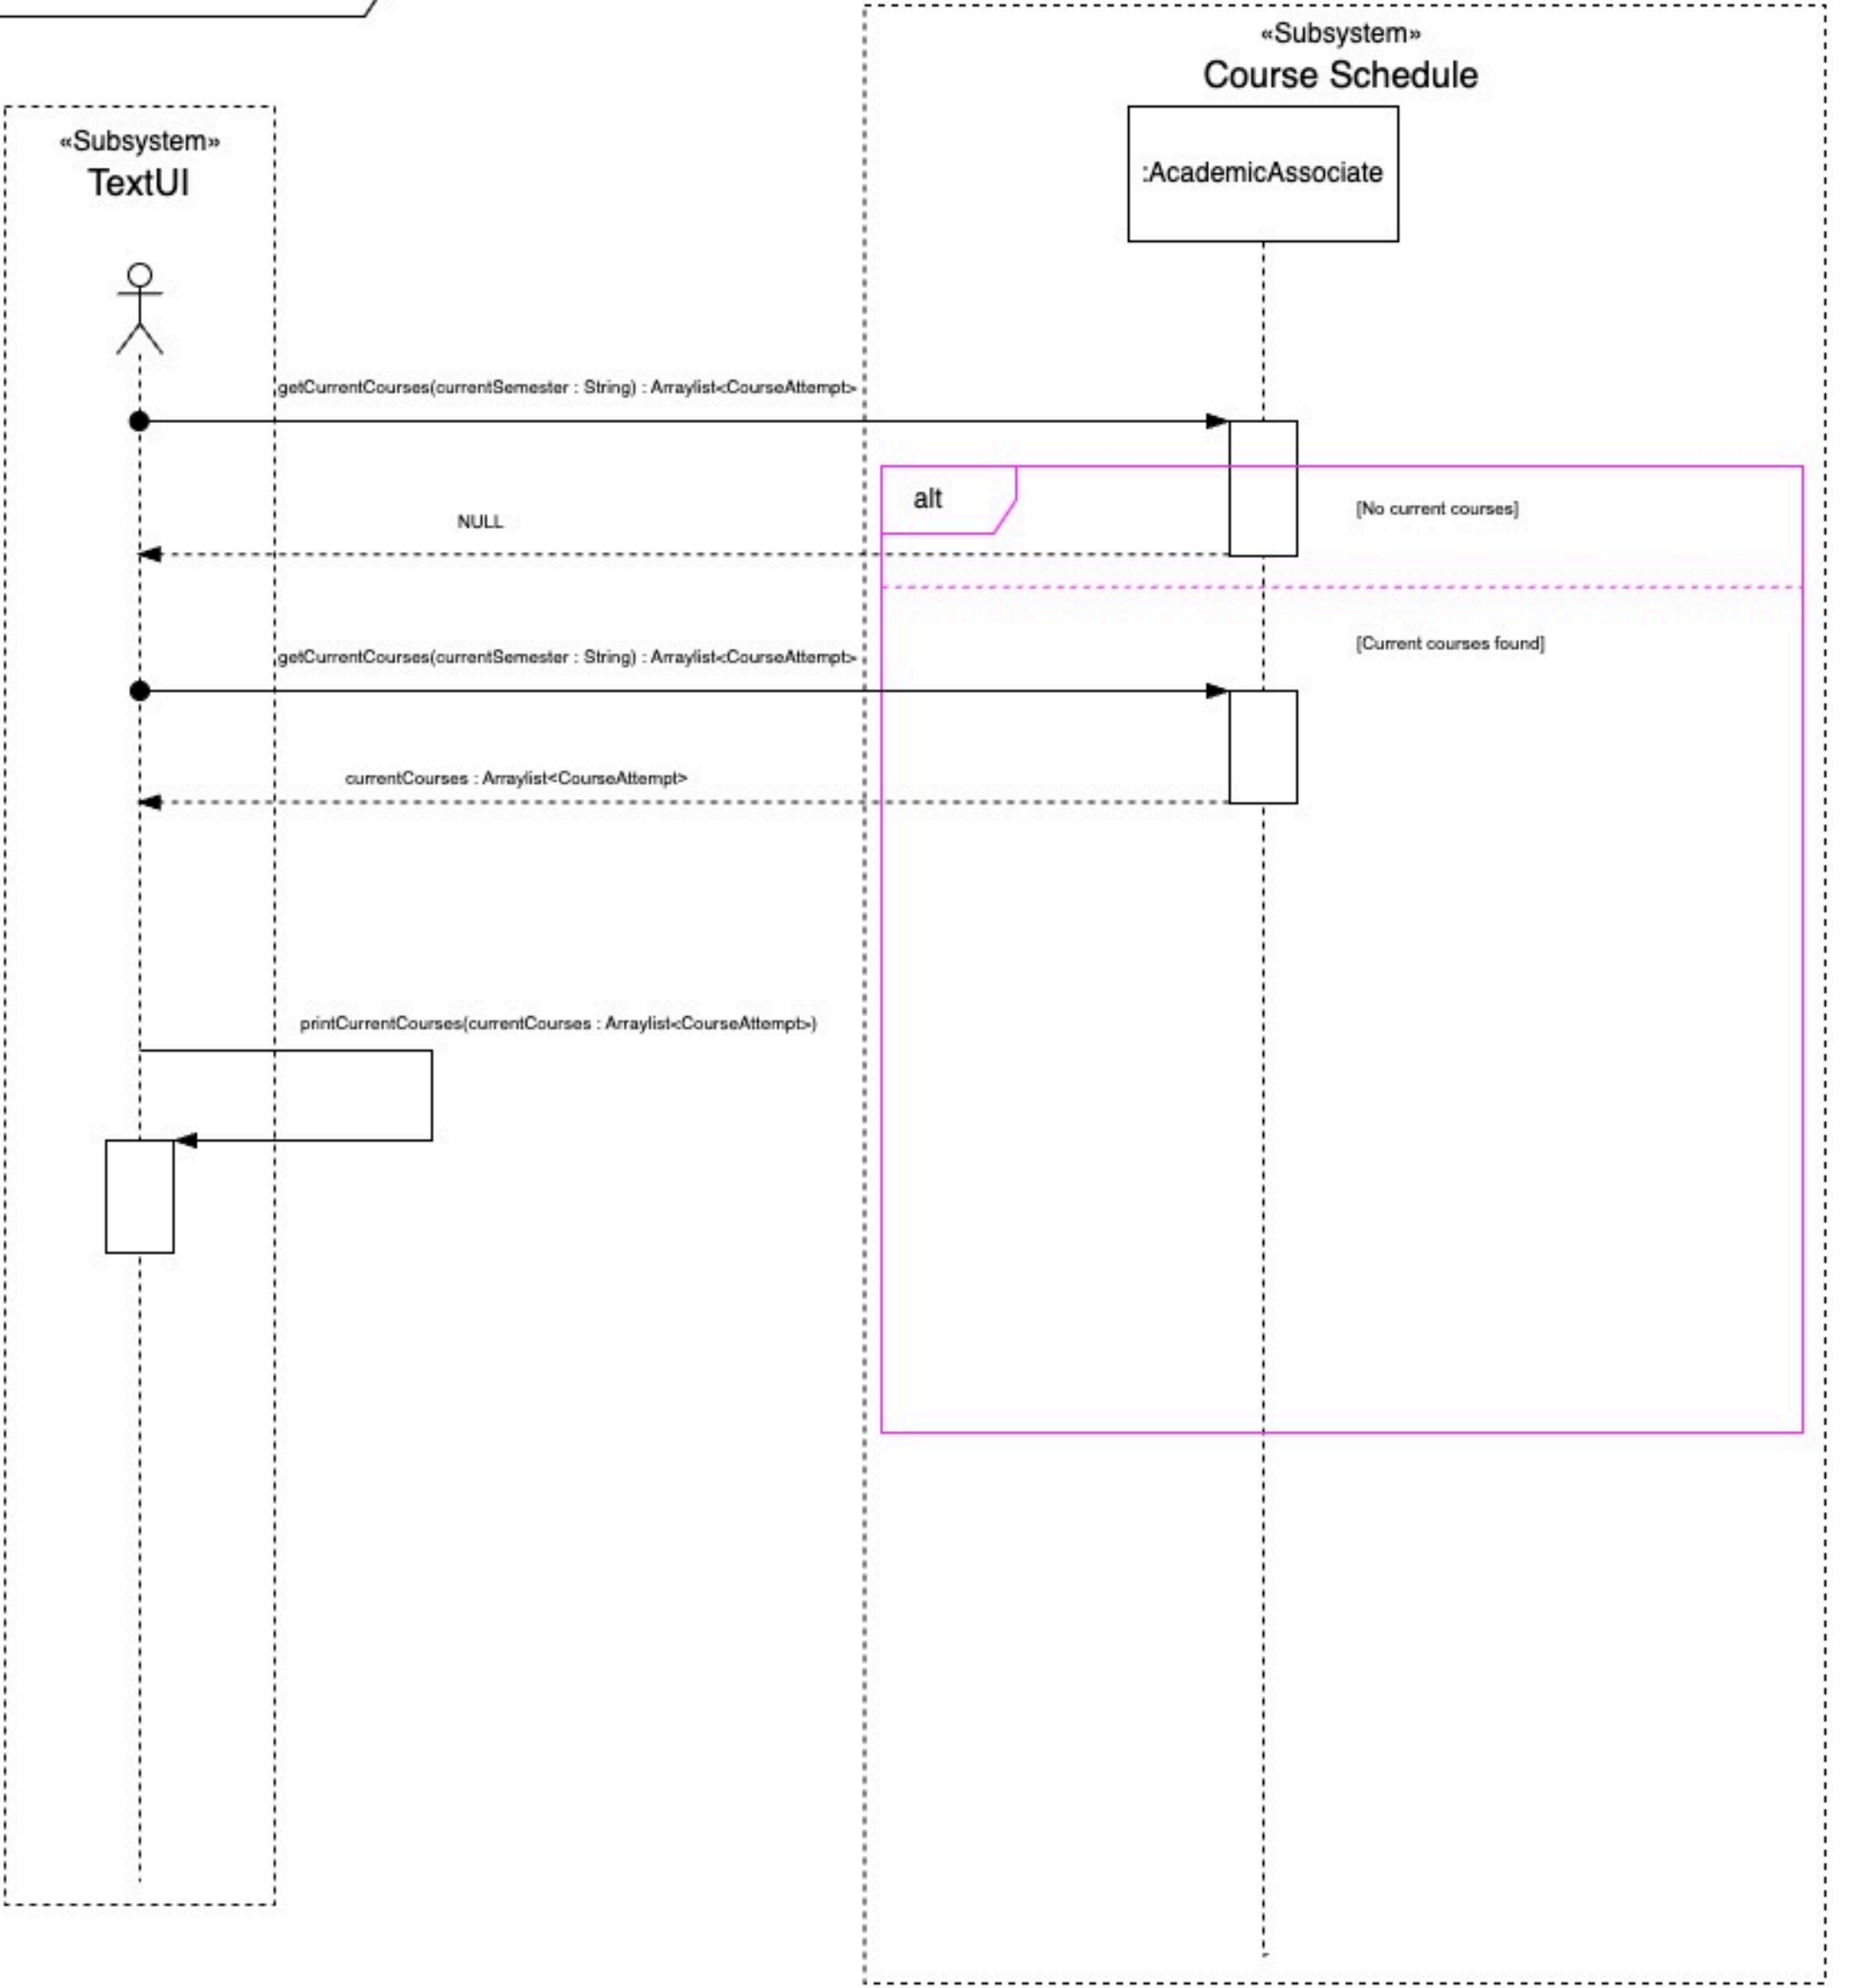 «Subsystem»
Course Schedule
:AcademicAssociate
«Subsystem»
TextUI
getCurrentCourses(currentSemester : String) : Arraylist<CourseAttempt>
alt
[No current courses]
NULL
[Current courses found]
getCurrentCourses(currentSemester : String) : Arraylist<CourseAttempt>
currentCourses : Arraylist<CourseAttempt>
printCurrentCourses(currentCourses : Arraylist<CourseAttempt>)